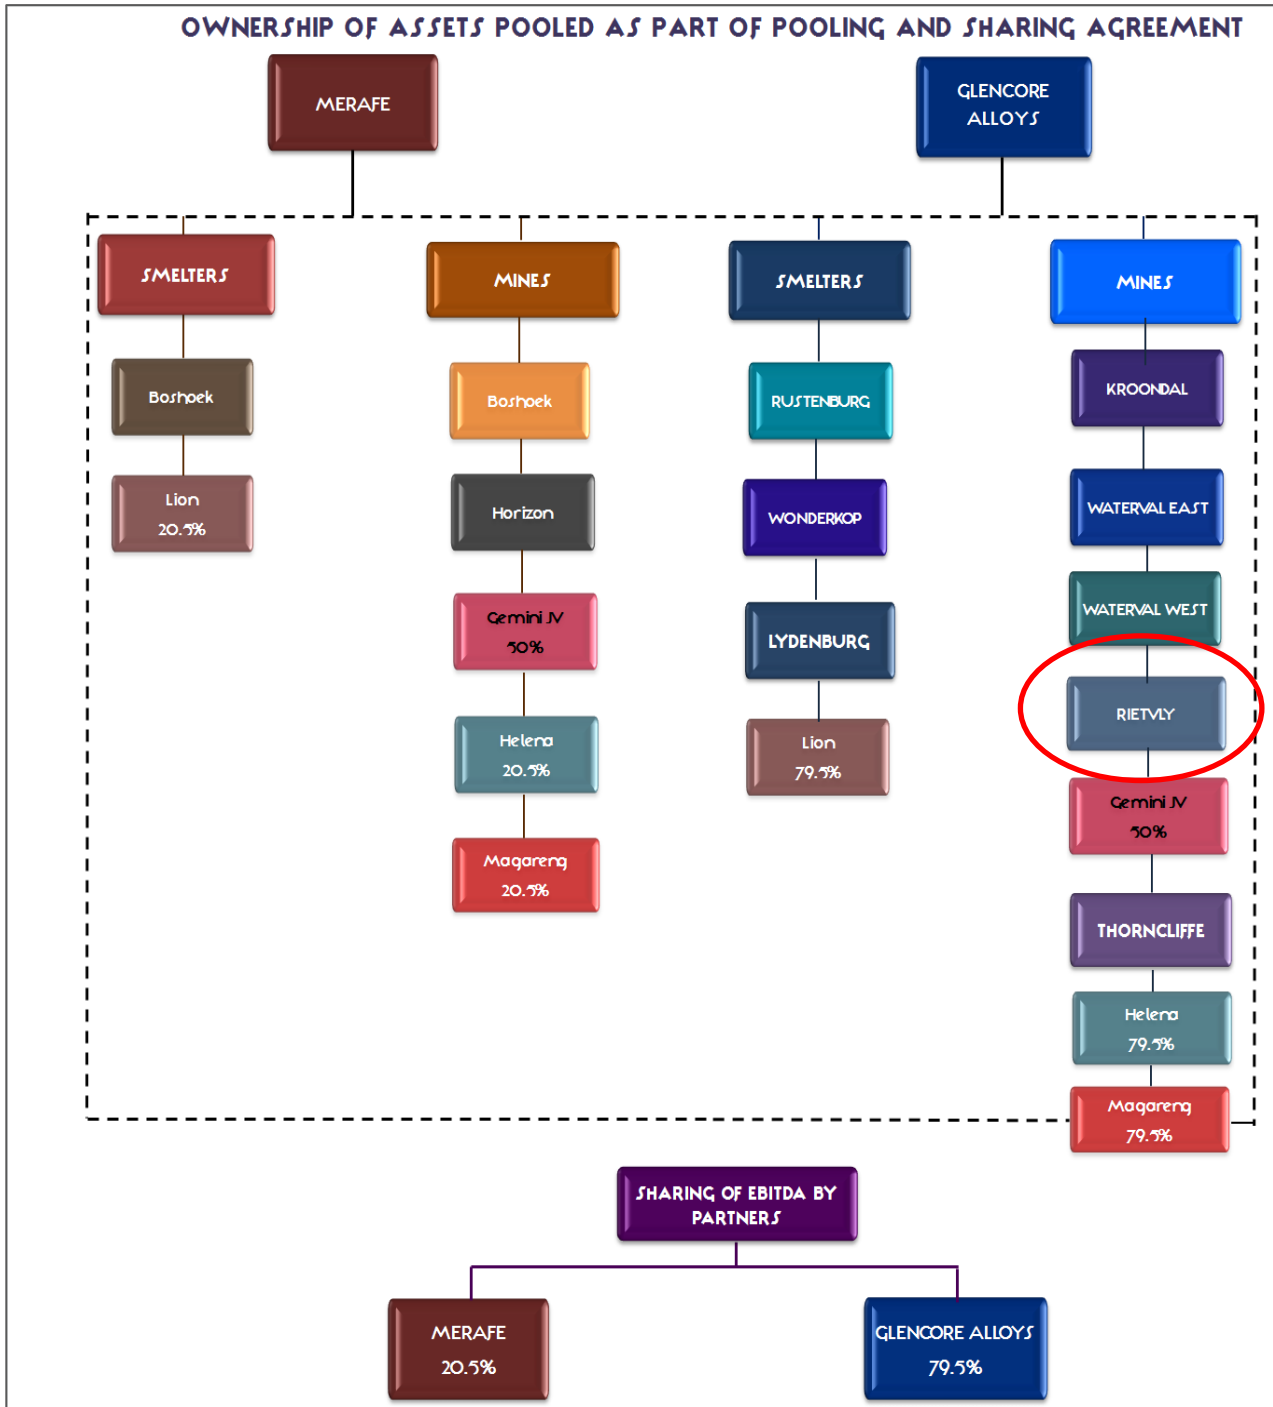 OWNERSHIP OF ASSETS POOLED AS PART OF POOLING AND SHARING AGREEMENT
MERAFE
GLENCORE
ALLOYS
SMELTERS
Boshoek
Lion
20.5%
MINES
Boshoek
Horizon
Gemini JV
50%
Helena
20.5%
Magareng
20.5%
SMELTERS
RUSTENBURG
WONDERKOP
LYDENBURG
Lion
79.5%
MINES
KROONDAL
WATERVAL EAST
WATERVAL WEST
RIETVLY
Gemini JV
50%
THORNCLIFFE
Helena
79.5%
Magareng
79.5%
SHARING OF EBITDA BY
PARTNERS
MERAFE
20.5%
GLENCORE ALLOYS
79.5%